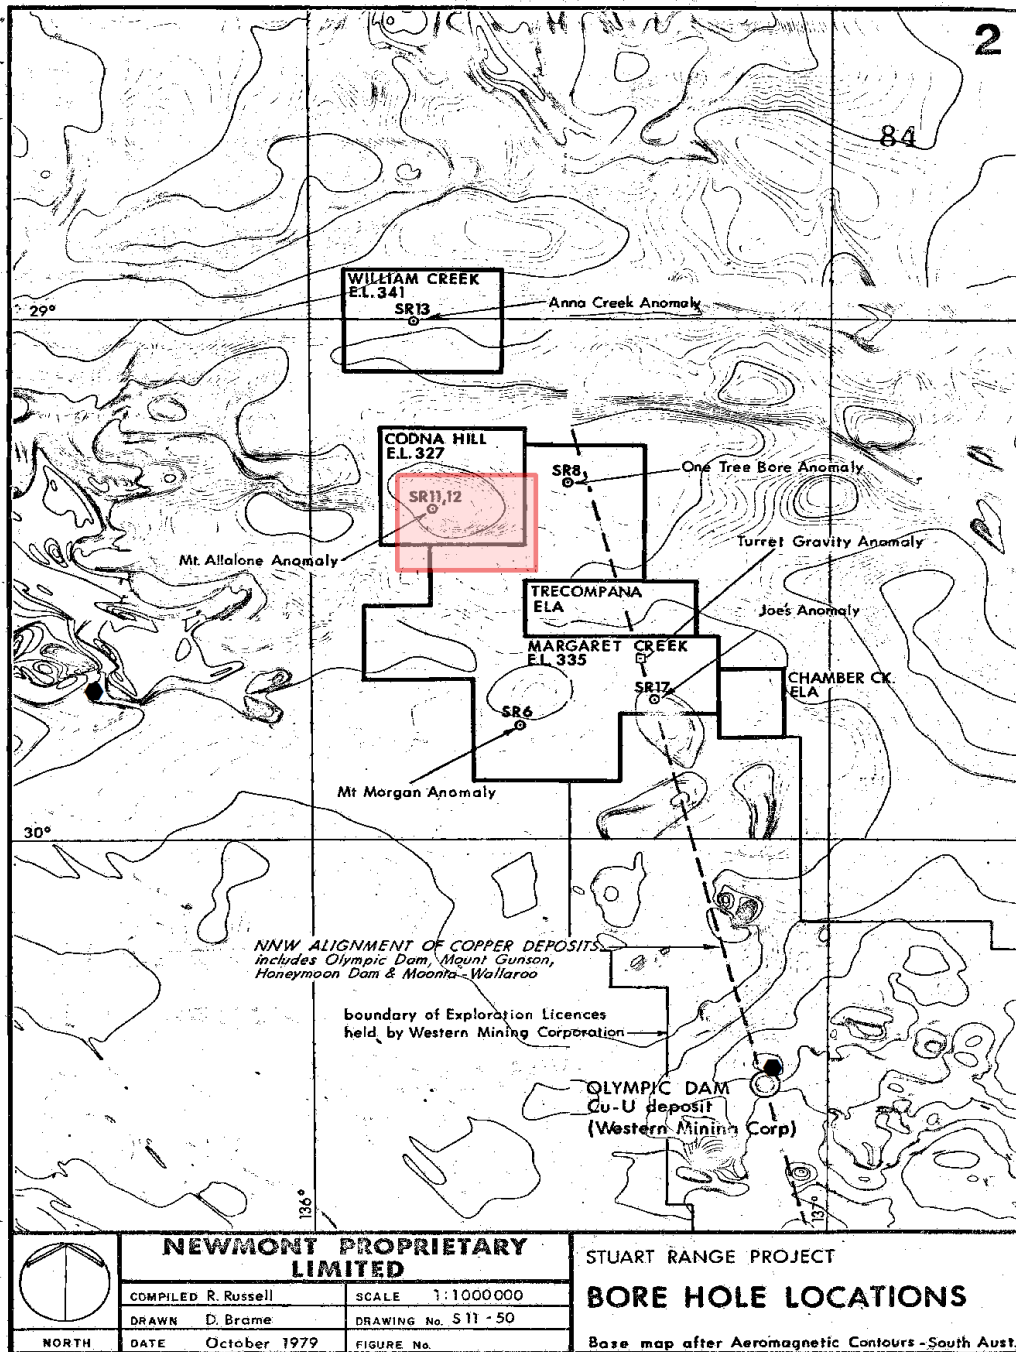 2
84
WILLIAM CREEK
E.L. 341
SR13
Anna Creek Anomaly
29°
CODNA HILL
E.L. 327
SR8
One Tree Bore Anomaly
SR11,12
Turret Gravity Anomaly
Mt. Allalone Anomaly
TRECOMPANA
ELA
Joe's Anomaly
MARGARET CREEK
E.L. 335
CHAMBER CK.
ELA
SR17
SR6
Mt Morgan Anomaly
30°
NNW ALIGNMENT OF COPPER DEPOSITS
includes Olympic Dam, Mount Gunson,
Honeymoon Dam & Moonta-Wallaroo
boundary of Exploration Licences
held by Western Mining Corporation
OLYMPIC DAM
Cu-U deposit
(Western Mining Corp)
136°
137°
NEWMONT PROPRIETARY
LIMITED
COMPILED R. Russell
SCALE 1:1000000
DRAWN D. Brame
DRAWING No. S11-50
NORTH
DATE October 1979
FIGURE No.
STUART RANGE PROJECT
BORE HOLE LOCATIONS
Base map after Aeromagnetic Contours - South Aust.